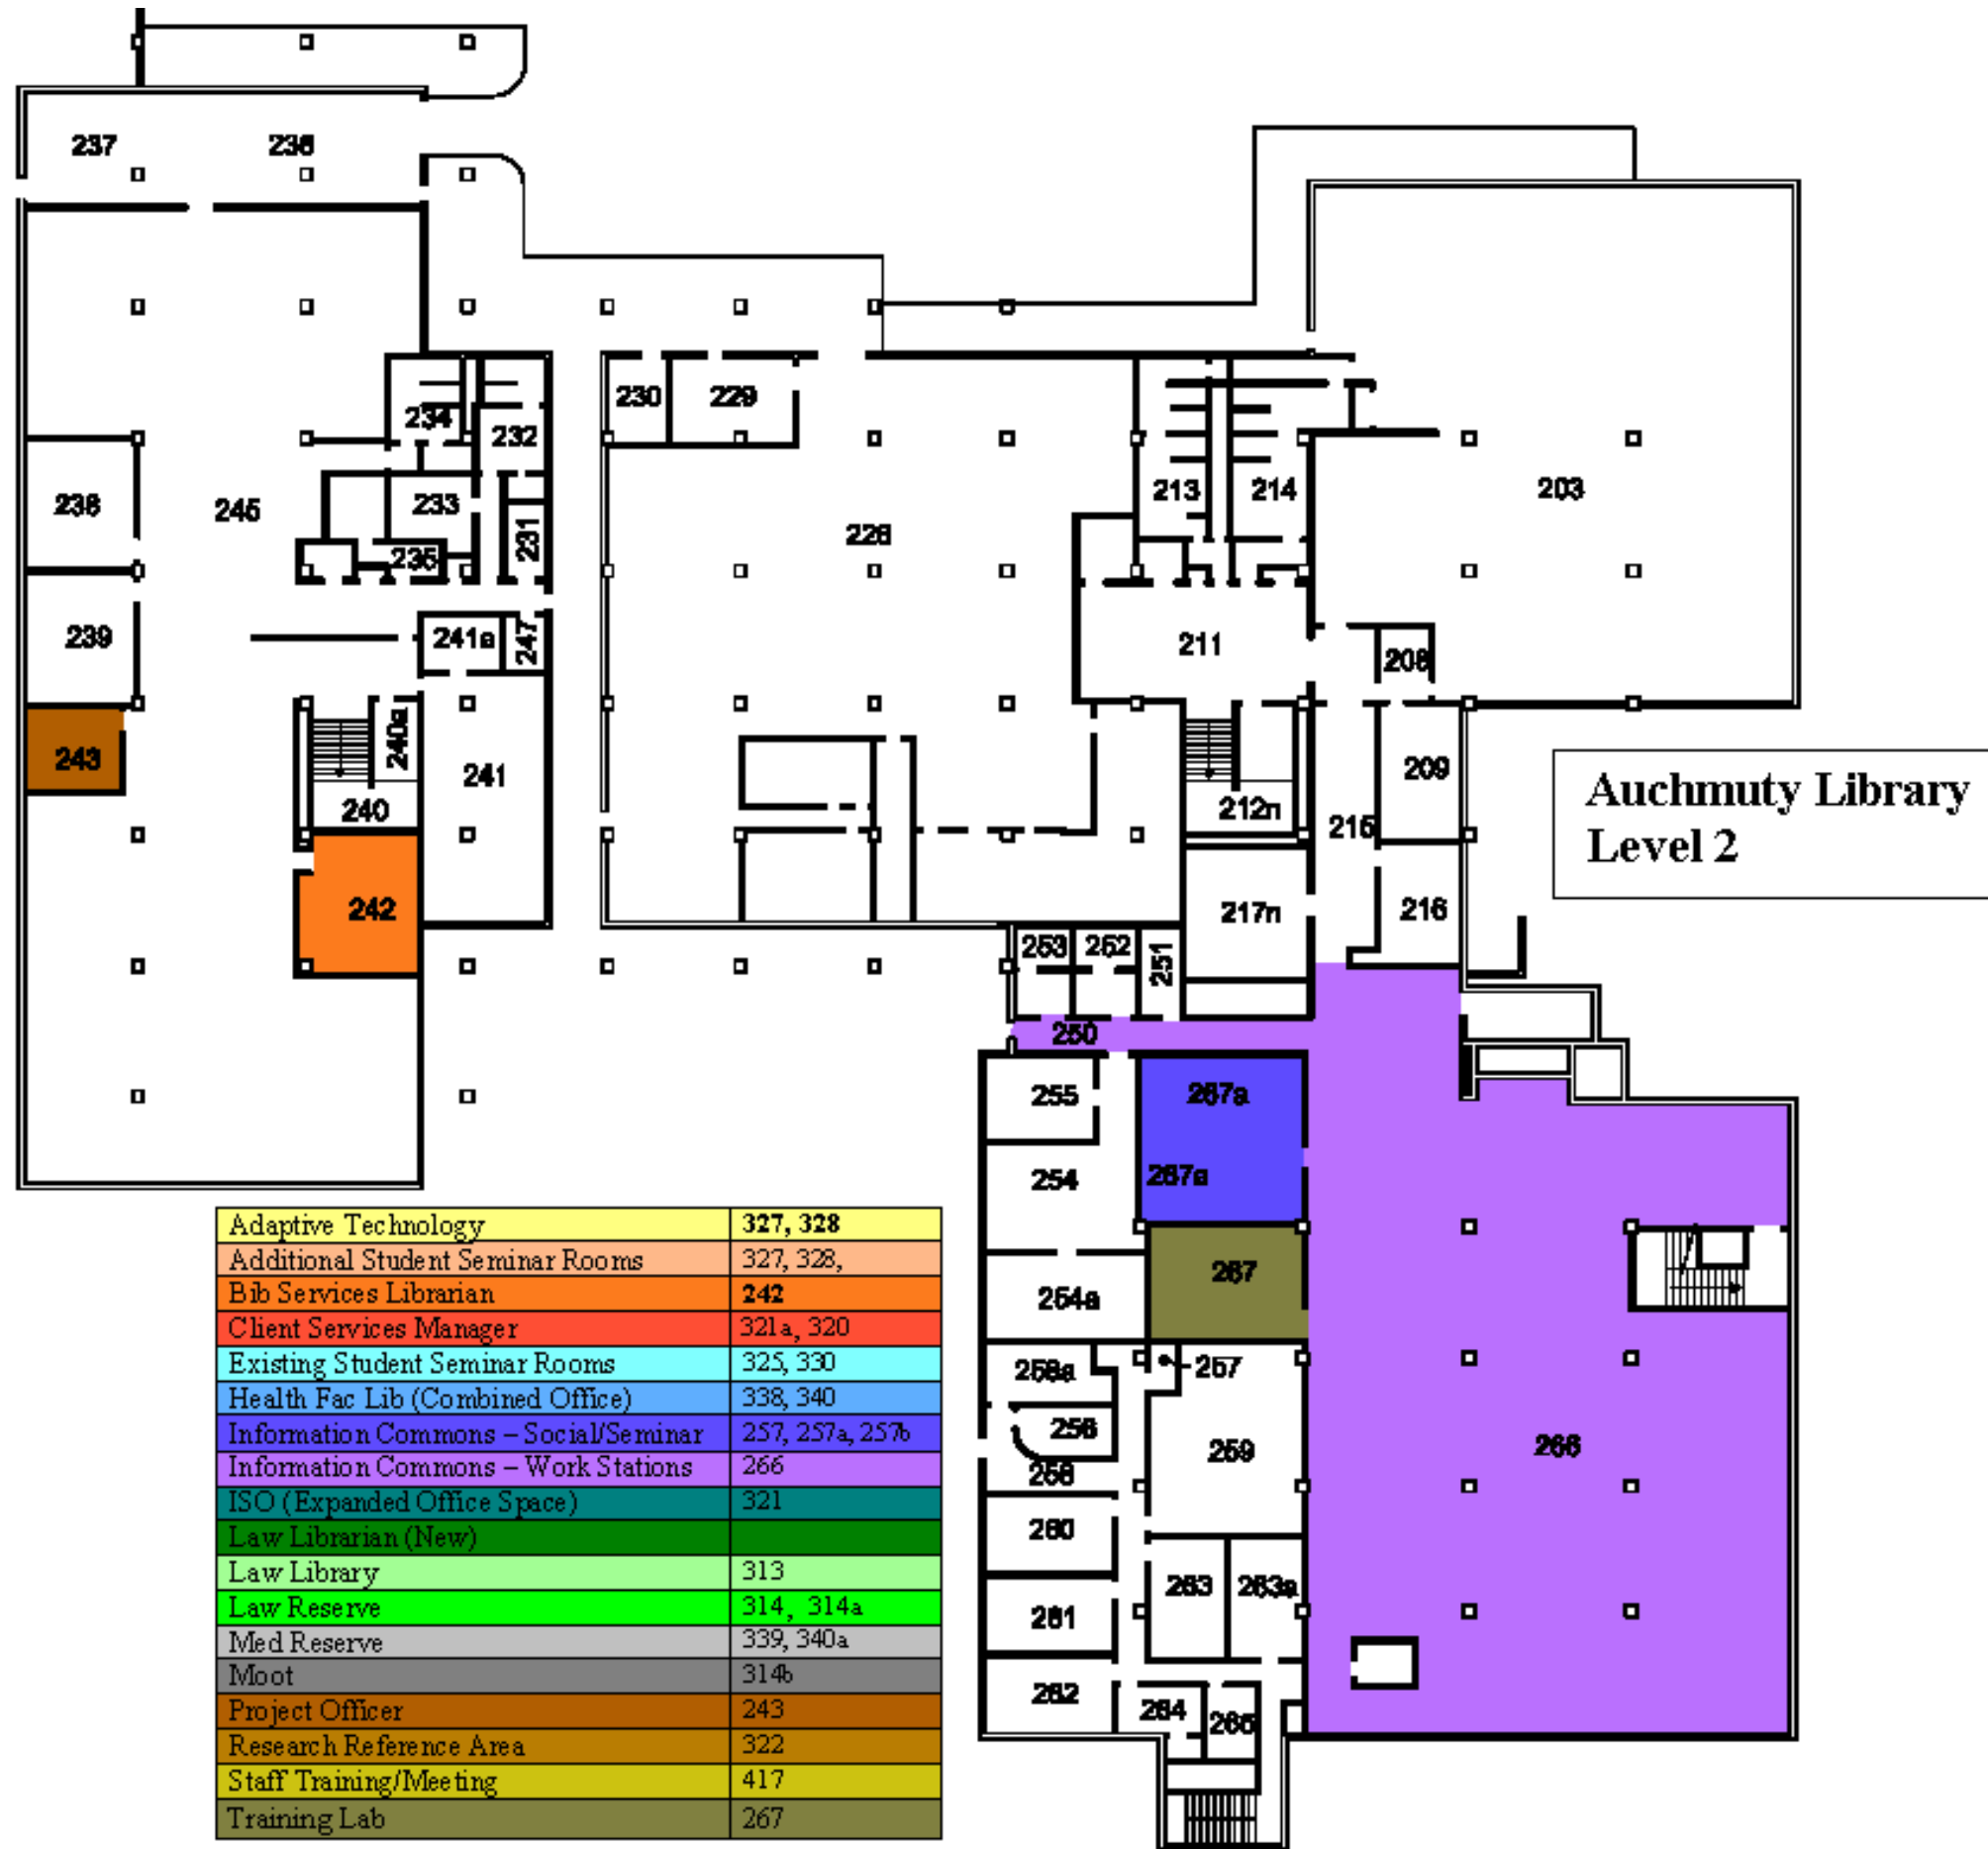 237
236
234
232
230
229
238
245
233
235
231
226
213
214
203
239
241a
247
211
208
243
240a
240
241
212n
215
209
Auchmuty Library
Level 2
242
217n
216
253
252
251
250
255
267a
254
267a
267
254a
258a
257
256
258
259
266
260
263
263a
261
262
264
265
Adaptive Technology 327, 328
Additional Student Seminar Rooms 327, 328,
Bib Services Librarian 242
Client Services Manager 321a, 320
Existing Student Seminar Rooms 325, 330
Health Fac Lib (Combined Office) 338, 340
Information Commons – Social/Seminar 257, 257a, 257b
Information Commons – Work Stations 266
ISO (Expanded Office Space) 321
Law Librarian (New)
Law Library 313
Law Reserve 314, 314a
Med Reserve 339, 340a
Moot 314b
Project Officer 243
Research Reference Area 322
Staff Training/Meeting 417
Training Lab 267